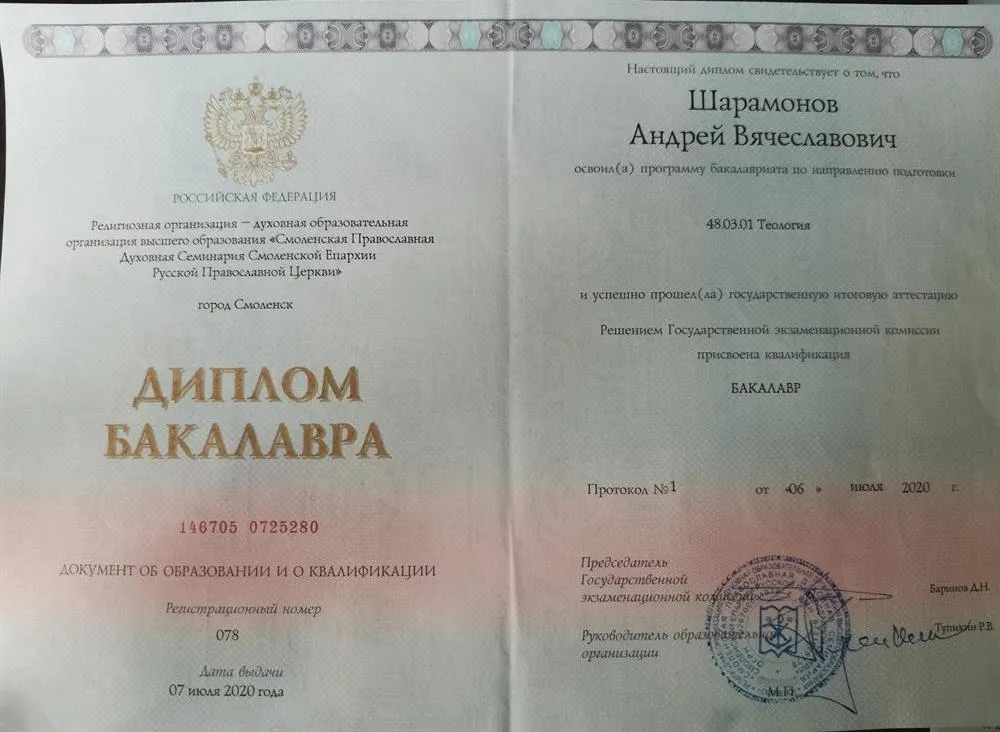 РОССИЙСКАЯ ФЕДЕРАЦИЯ
Религиозная организация – духовная образовательная
организация высшего образования «Смоленская Православная
Духовная Семинария Смоленской Епархии
Русской Православной Церкви»
город Смоленск
ДИПЛОМ
БАКАЛАВРА
146705 0725280
ДОКУМЕНТ ОБ ОБРАЗОВАНИИ И О КВАЛИФИКАЦИИ
Регистрационный номер
078
Дата выдачи
07 июля 2020 года
Настоящий диплом свидетельствует о том, что
Шарамонов
Андрей Вячеславович
освоил(а) программу бакалавриата по направлению подготовки
48.03.01 Теология
и успешно прошел(ла) государственную итоговую аттестацию
Решением Государственной экзаменационной комиссии
присвоена квалификация
БАКАЛАВР
Протокол №1 от «06» июля 2020 г.
Председатель
Государственной
экзаменационной комиссии
Баринов Д.Н.
Руководитель образовательной
организации
Тупикин Р.В.
М.П.